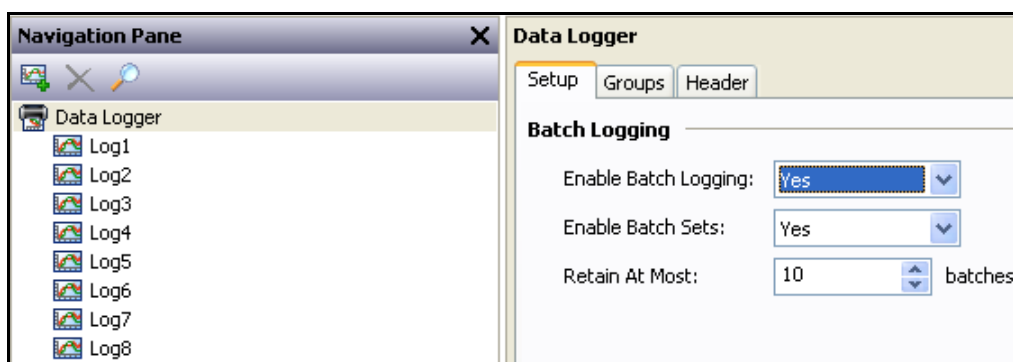 Navigation Pane
Data Logger
Log1
Log2
Log3
Log4
Log5
Log6
Log7
Log8
Data Logger
Setup Groups Header
Batch Logging
Enable Batch Logging: Yes
Enable Batch Sets: Yes
Retain At Most: 10 batches